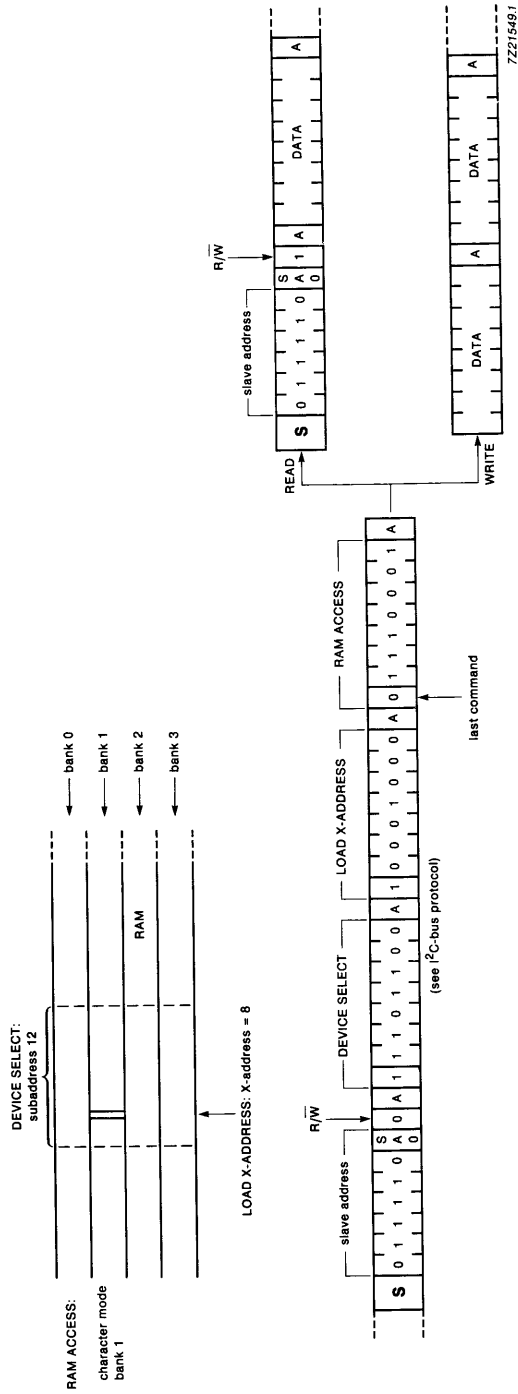 DEVICE SELECT:
subaddress 12
RAM ACCESS:
character mode
bank 1
bank 0
bank 1
bank 2
bank 3
RAM
LOAD X-ADDRESS: X-address = 8
slave address
R/W
DEVICE SELECT
LOAD X-ADDRESS
RAM ACCESS
S 0 1 1 1 1 1 0 S A 0 0 A 1 1 1 0 1 1 0 0 A 1 0 0 0 1 0 0 0 A 0 1 1 1 0 0 0 1 A
last command
(see I²C-bus protocol)
READ
WRITE
slave address
R/W
S 0 1 1 1 1 1 0 S A 0 1 A DATA A
DATA A DATA A
7Z21549.1